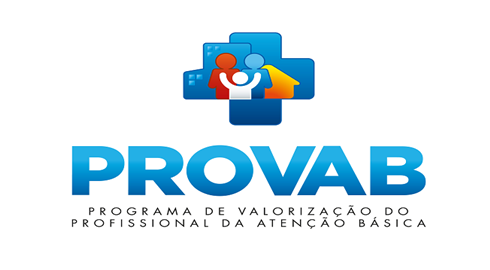 PROVAB
PROGRAMA DE VALORIZAÇÃO DO
PROFISSIONAL DA ATENÇÃO BÁSICA